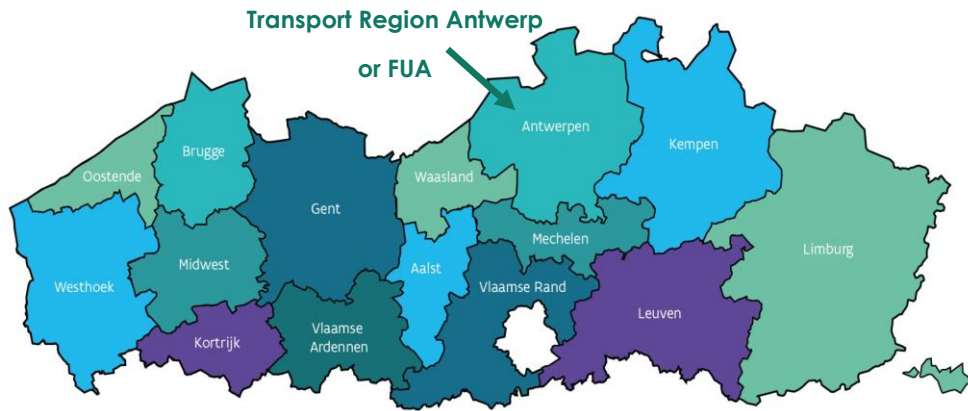 Transport Region Antwerp
or FUA
Antwerpen
Kempen
Brugge
Oostende
Waasland
Gent
Mechelen
Limburg
Midwest
Aalst
Westhoek
Vlaamse Rand
Leuven
Kortrijk
Vlaamse
Ardennen